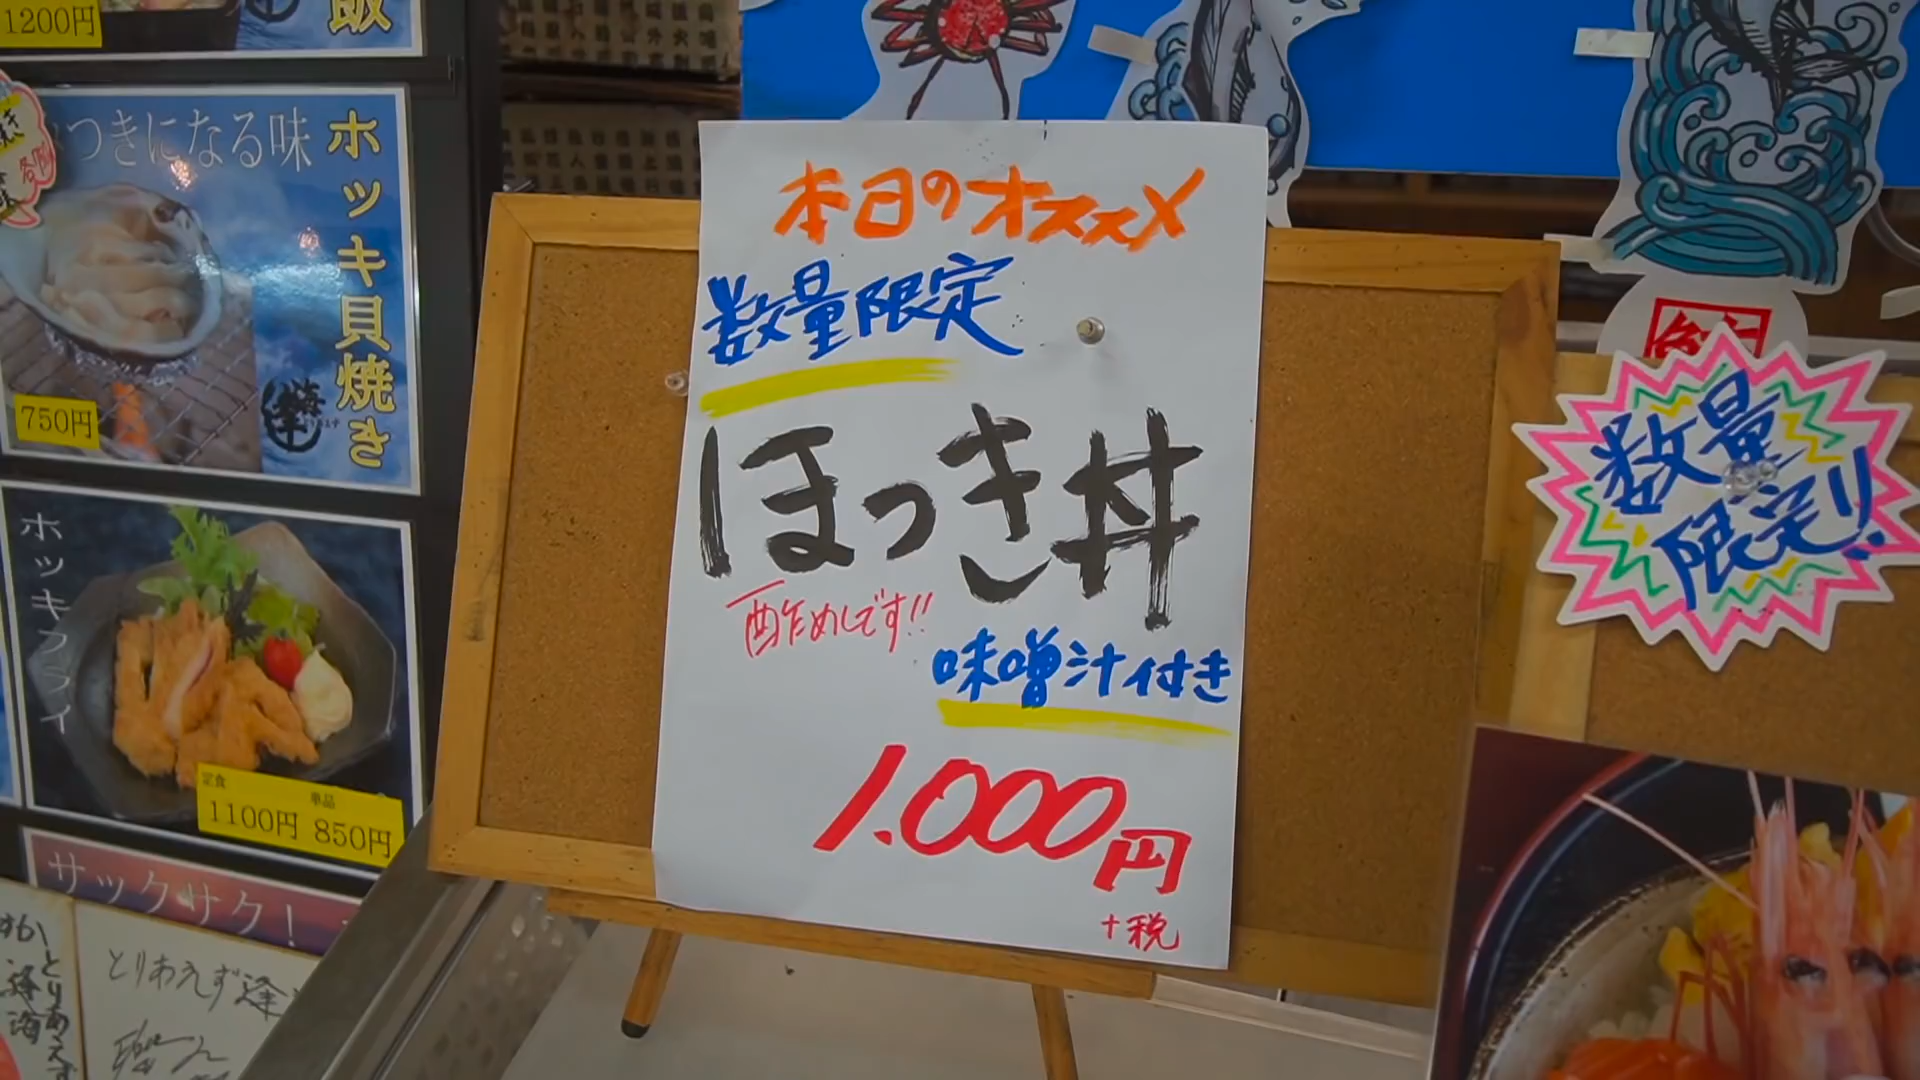 1200円
飯
つきになる味
ホッキ貝焼き
750円
ホッキフライ
定食 単品
1100円 850円
サックサク!
とりあえず
本日のオススメ
数量限定
ほっき丼
酢めしです!!
味噌汁付き
1.000円
+税
数量
限定!!